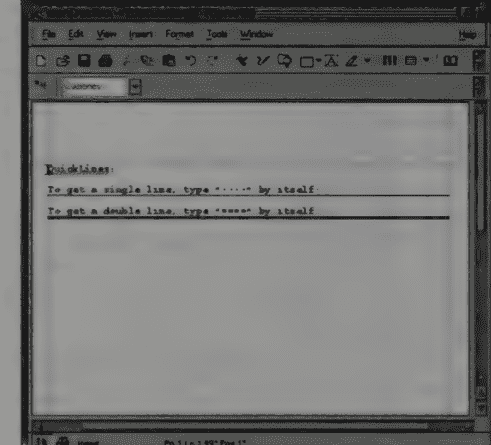 File Edit View Insert Format Tools Window Help
QuickLines:
To get a single line, type "----" by itself
To get a double line, type "====" by itself